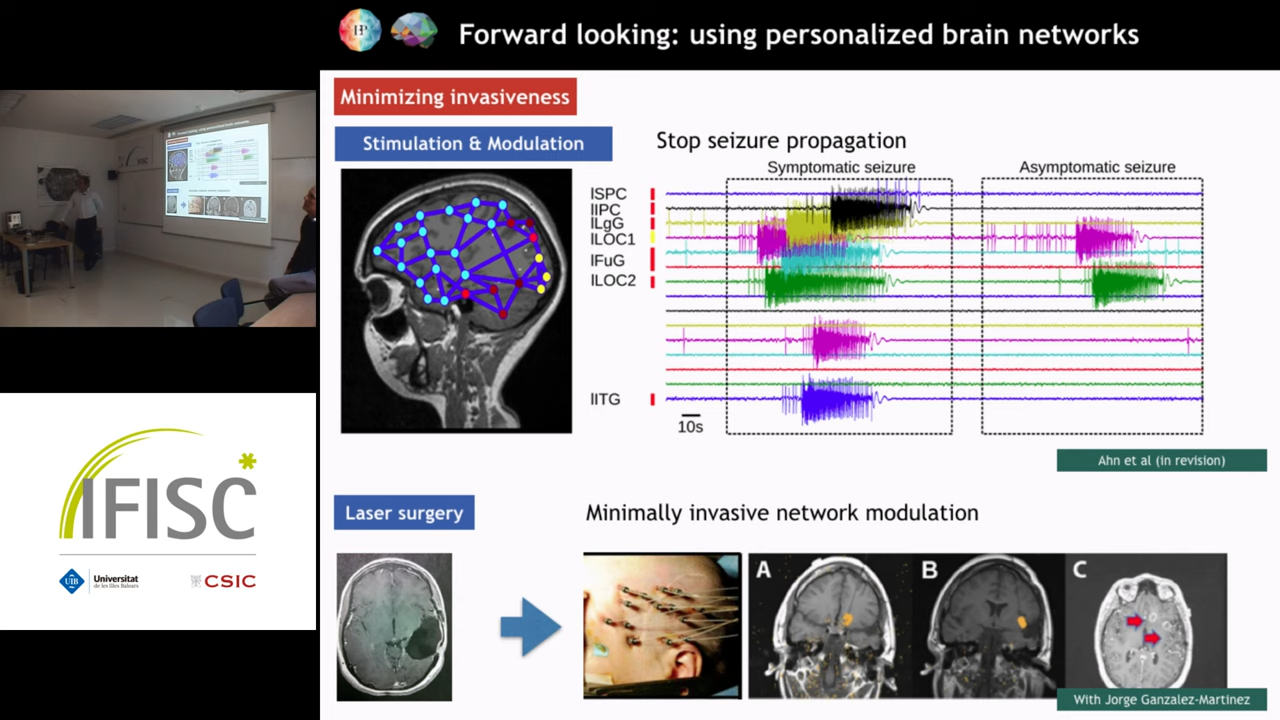 Forward looking: using personalized brain networks
Minimizing invasiveness
Stimulation & Modulation
Stop seizure propagation
Symptomatic seizure
Asymptomatic seizure
lSPC
lIPC
lLgG
lLOC1
lFuG
lLOC2
lITG
10s
Ahn et al (in revision)
Laser surgery
Minimally invasive network modulation
A
B
C
With Jorge Ganzalez-Martinez
IFISC
UIB
Universitat
de les Illes Balears
CSIC